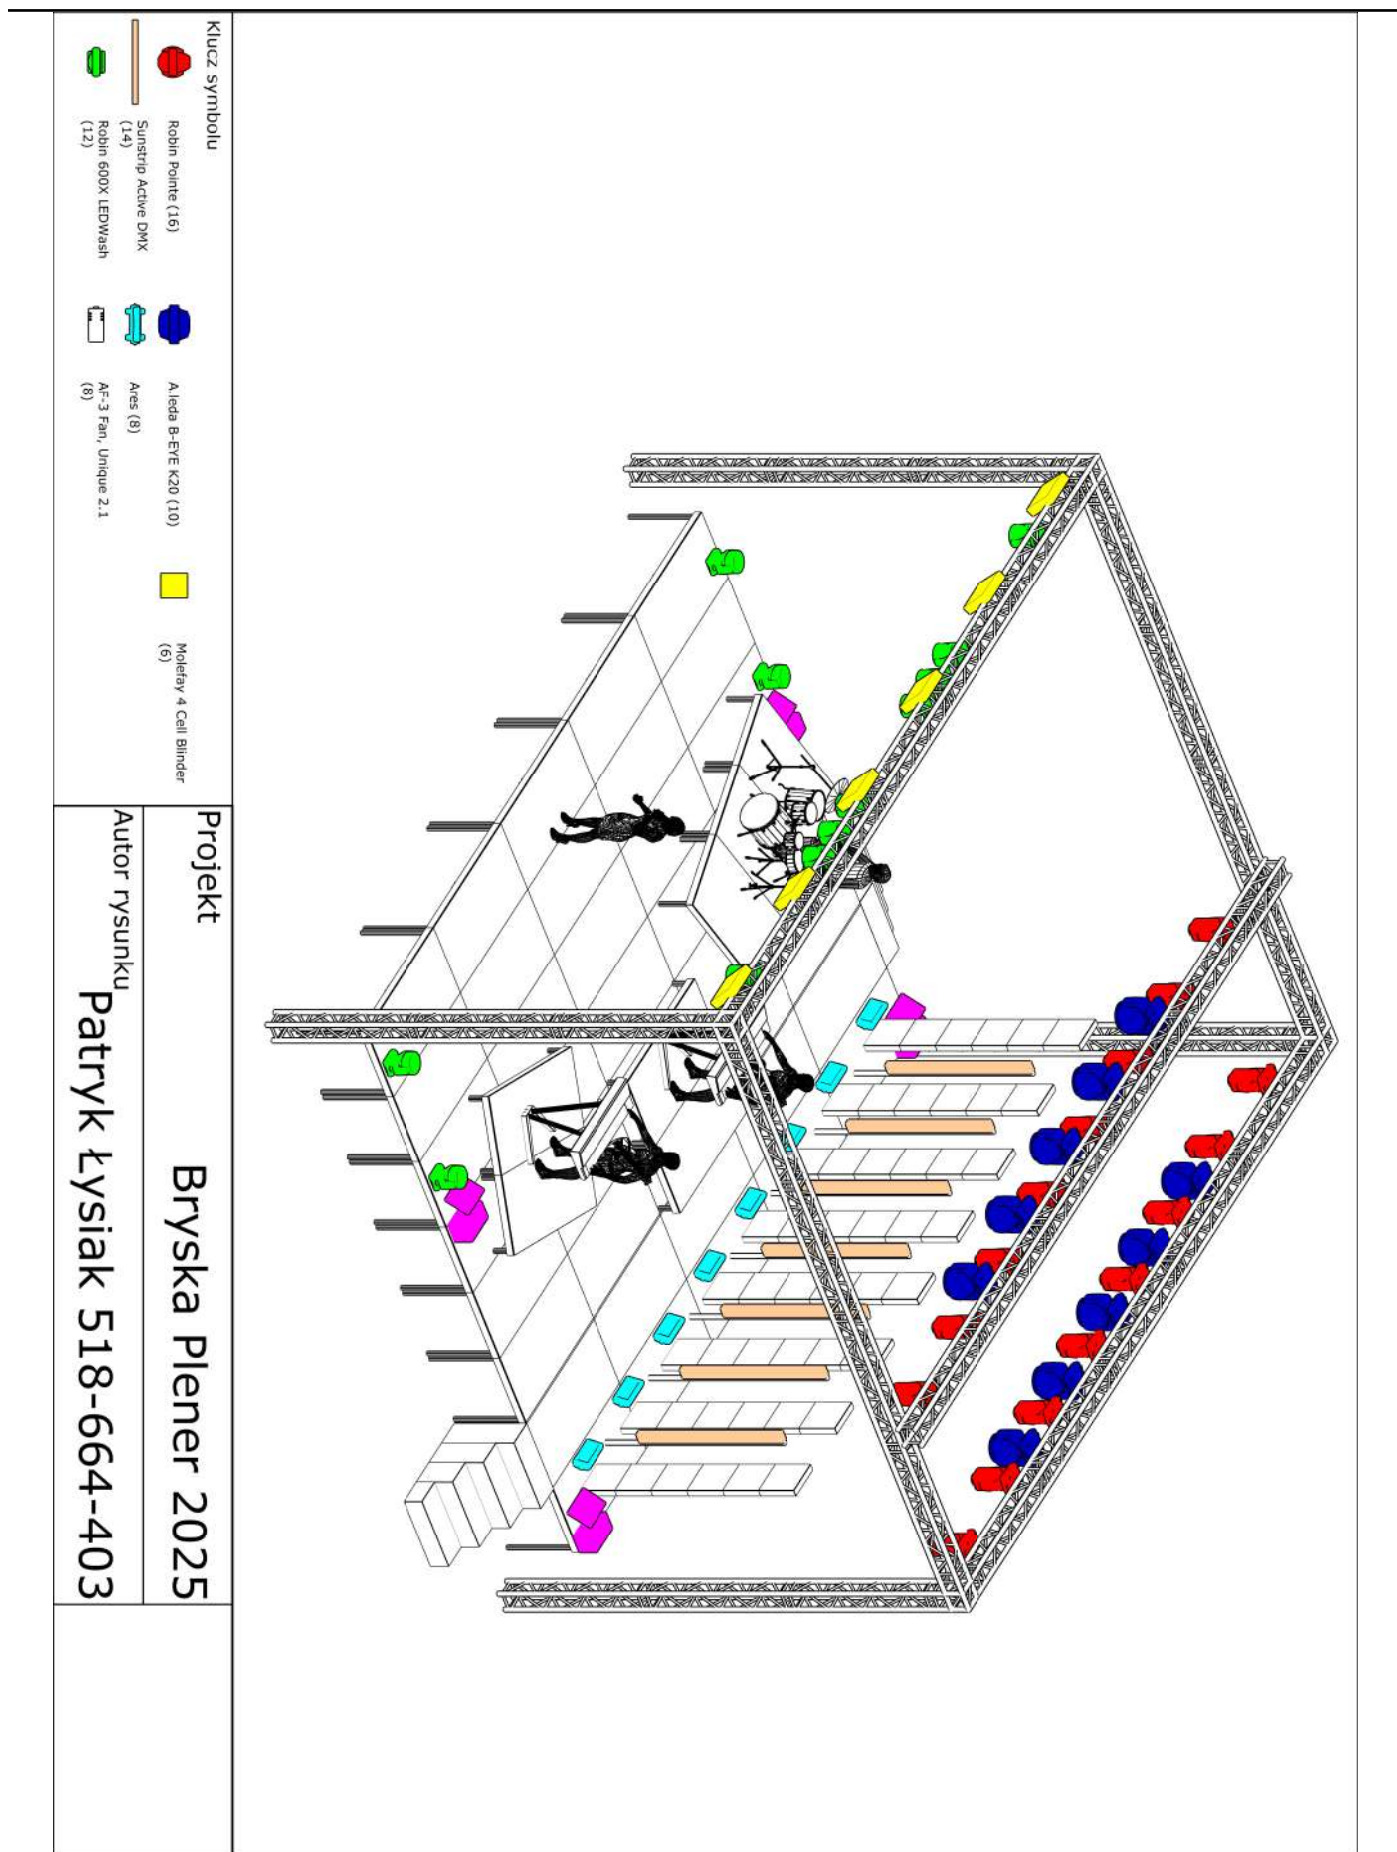 Klucz symbolu
Robin Pointe (16)
Sunstrip Active DMX
(14)
Robin 600X LEDWash
(12)
A.leda B-EYE K20 (10)
Ares (8)
AF-3 Fan, Unique 2.1
(8)
Molefay 4 Cell Blinder
(6)
Projekt
Bryska Plener 2025
Autor rysunku
Patryk Łysiak 518-664-403